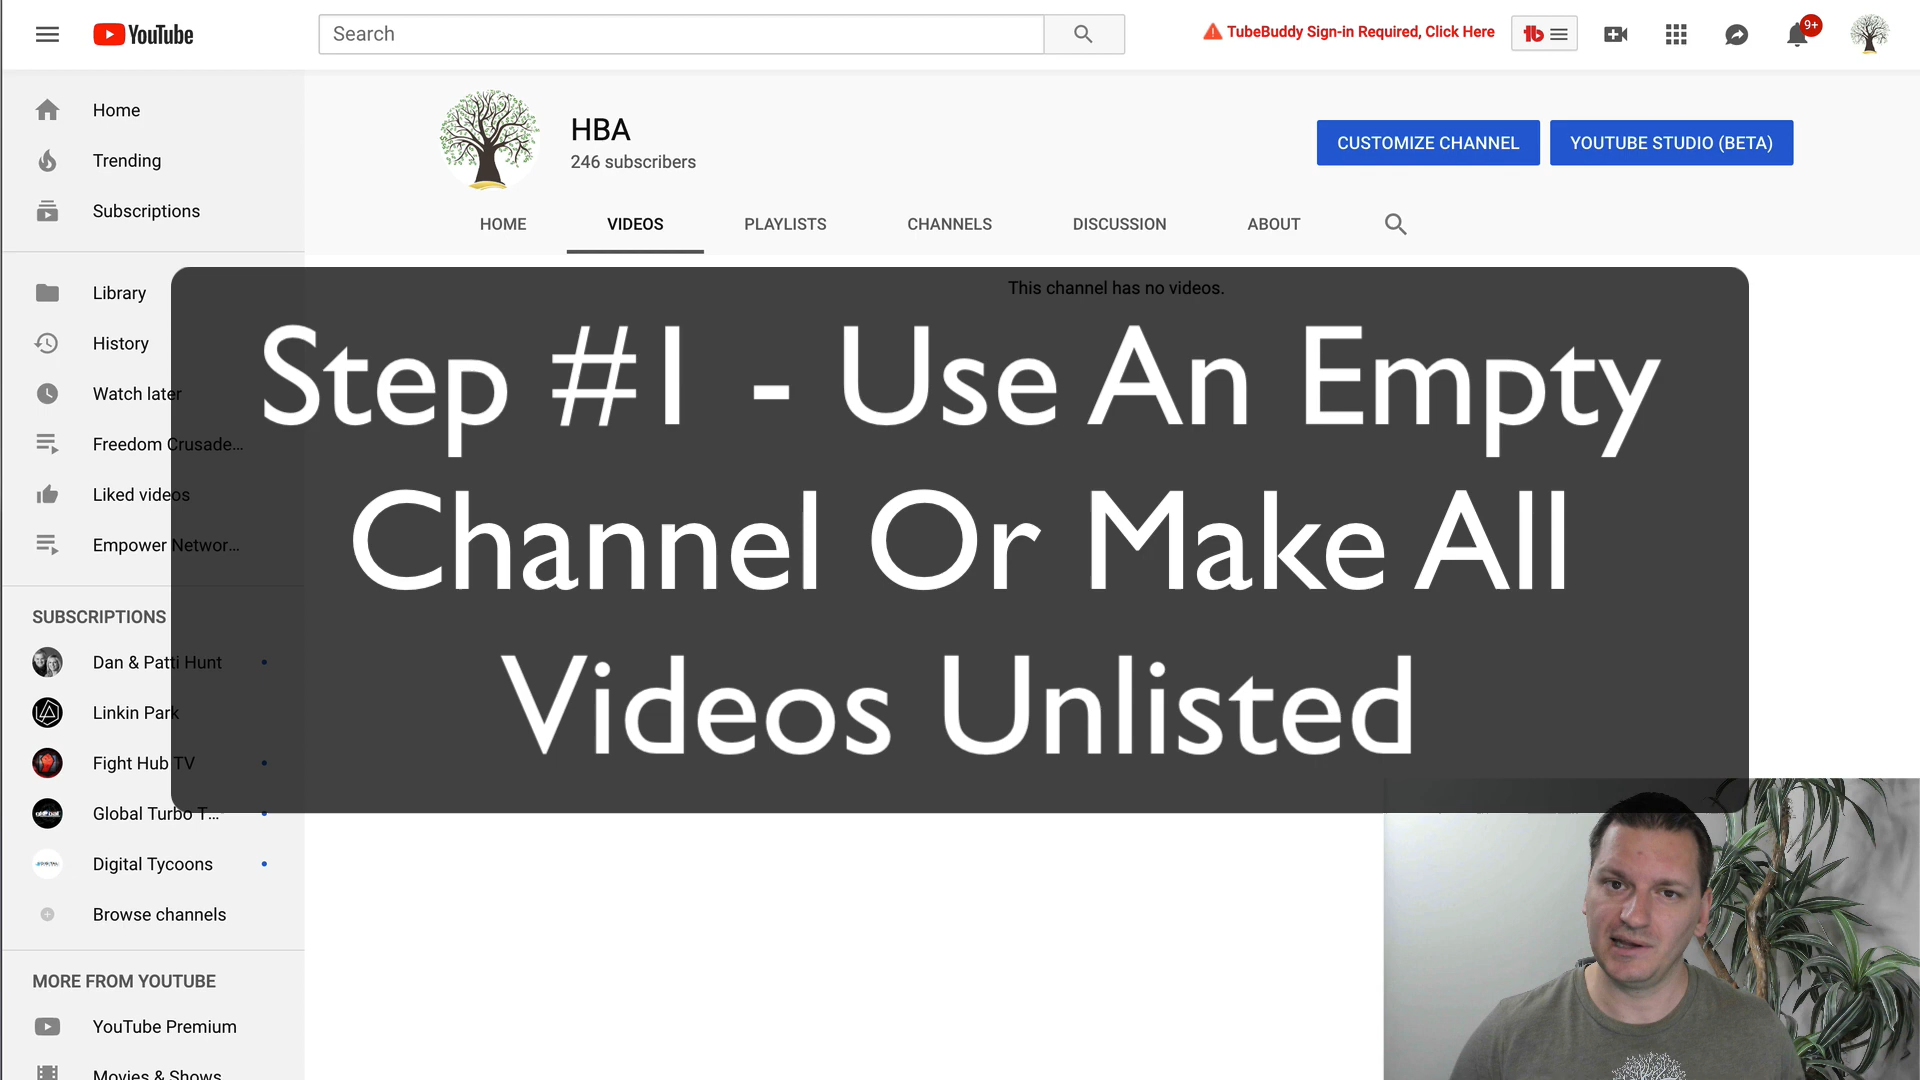 YouTube
Search
TubeBuddy Sign-in Required, Click Here
tb
9+
Home
Trending
Subscriptions
HBA
246 subscribers
CUSTOMIZE CHANNEL
YOUTUBE STUDIO (BETA)
HOME VIDEOS PLAYLISTS CHANNELS DISCUSSION ABOUT
This channel has no videos.
Step #1 - Use An Empty
Channel Or Make All
Videos Unlisted
Library
History
Watch later
Freedom Crusade...
Liked videos
Empower Networ...
SUBSCRIPTIONS
Dan & Patti Hunt
Linkin Park
Fight Hub TV
Global Turbo T...
Digital Tycoons
Browse channels
MORE FROM YOUTUBE
YouTube Premium
Movies & Shows